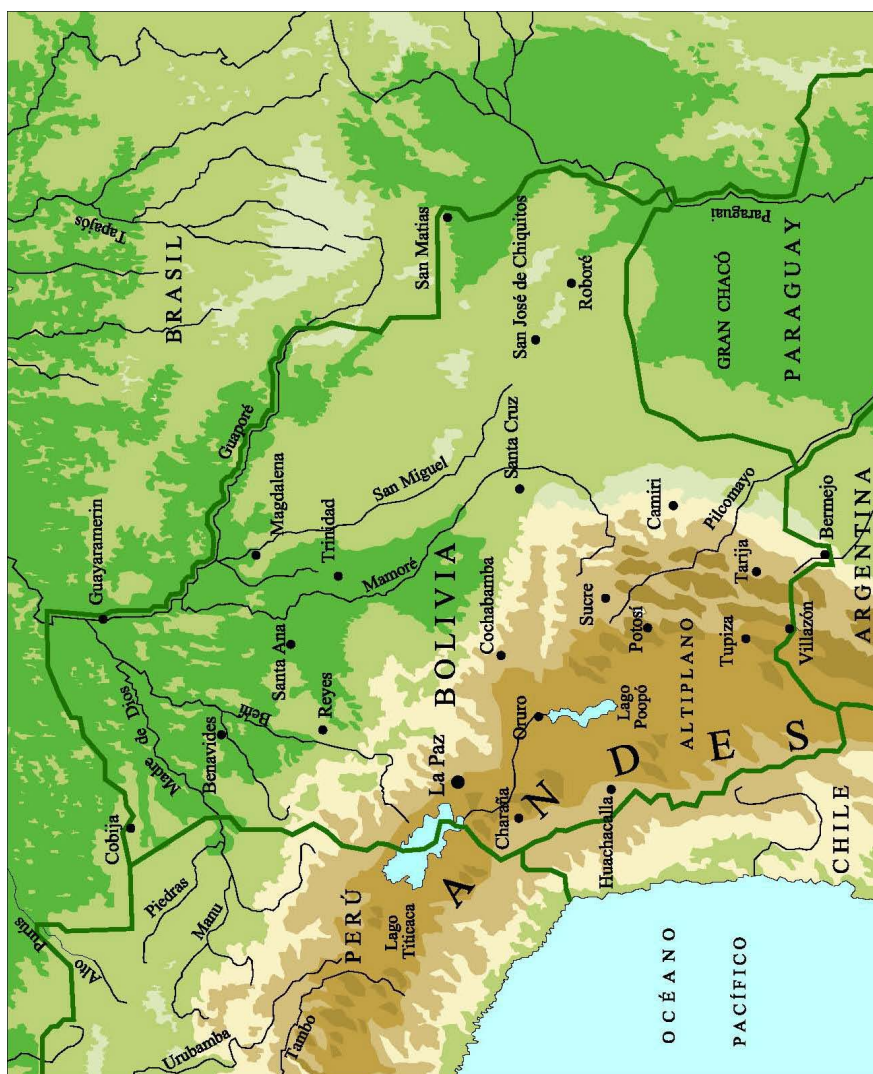 Purús
Alto
Cobija
Guayaramerin
Madre de Dios
Piedras
Manu
Urubamba
Tambo
Benavides
Beni
Santa Ana
Reyes
Magdalena
Trinidad
San Miguel
Mamoré
Guaporé
BRASIL
Tapajós
PERÚ
Lago
Titicaca
La Paz
BOLIVIA
Cochabamba
Santa Cruz
San Matias
San José de Chiquitos
Roboré
Charaña
Oruro
Lago
Poopó
Huachacalla
ANDES
ALTIPLANO
Sucre
Potosí
Camiri
Pilcomayo
Tarija
Tupiza
Villazón
Bermejo
GRAN CHACÓ
PARAGUAY
Paraguai
OCÉANO
PACÍFICO
CHILE
ARGENTINA